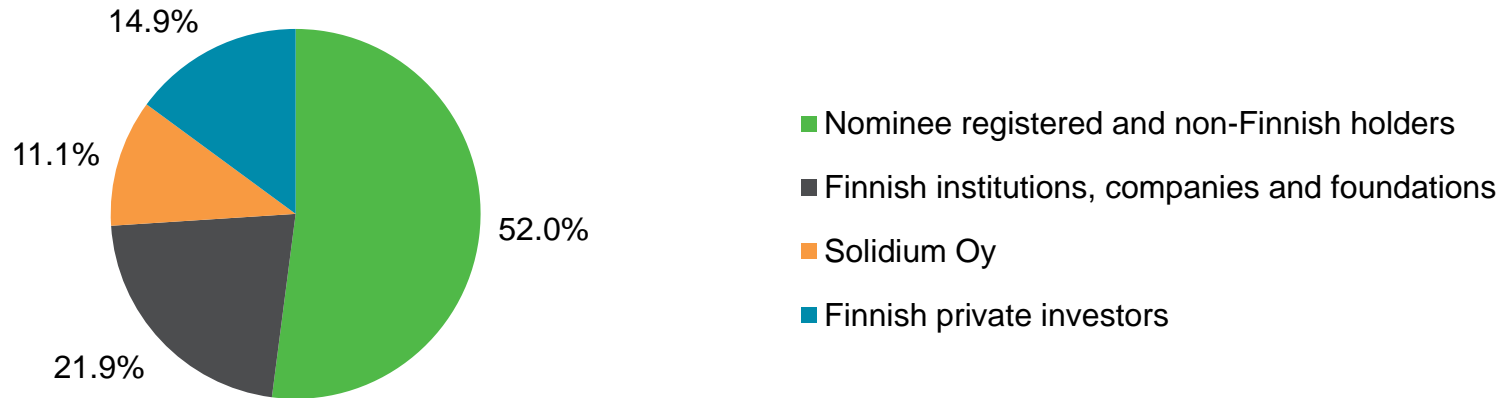 14.9%
11.1%
52.0%
21.9%
Nominee registered and non-Finnish holders
Finnish institutions, companies and foundations
Solidium Oy
Finnish private investors